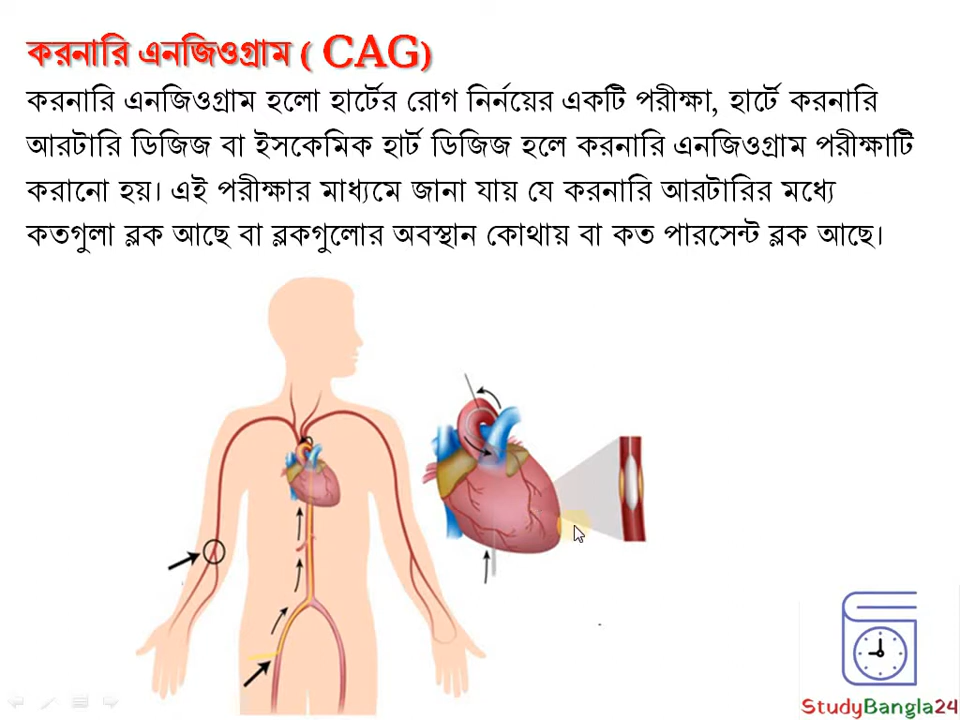 করনারি এনজিওগ্রাম ( CAG)
করনারি এনজিওগ্রাম হলো হার্টের রোগ নির্নয়ের একটি পরীক্ষা, হার্টে করনারি
আরটারি ডিজিজ বা ইসকেমিক হার্ট ডিজিজ হলে করনারি এনজিওগ্রাম পরীক্ষাটি
করানো হয়। এই পরীক্ষার মাধ্যমে জানা যায় যে করনারি আরটারির মধ্যে
কতগুলা ব্লক আছে বা ব্লকগুলোর অবস্থান কোথায় বা কত পারসেন্ট ব্লক আছে।
StudyBangla24